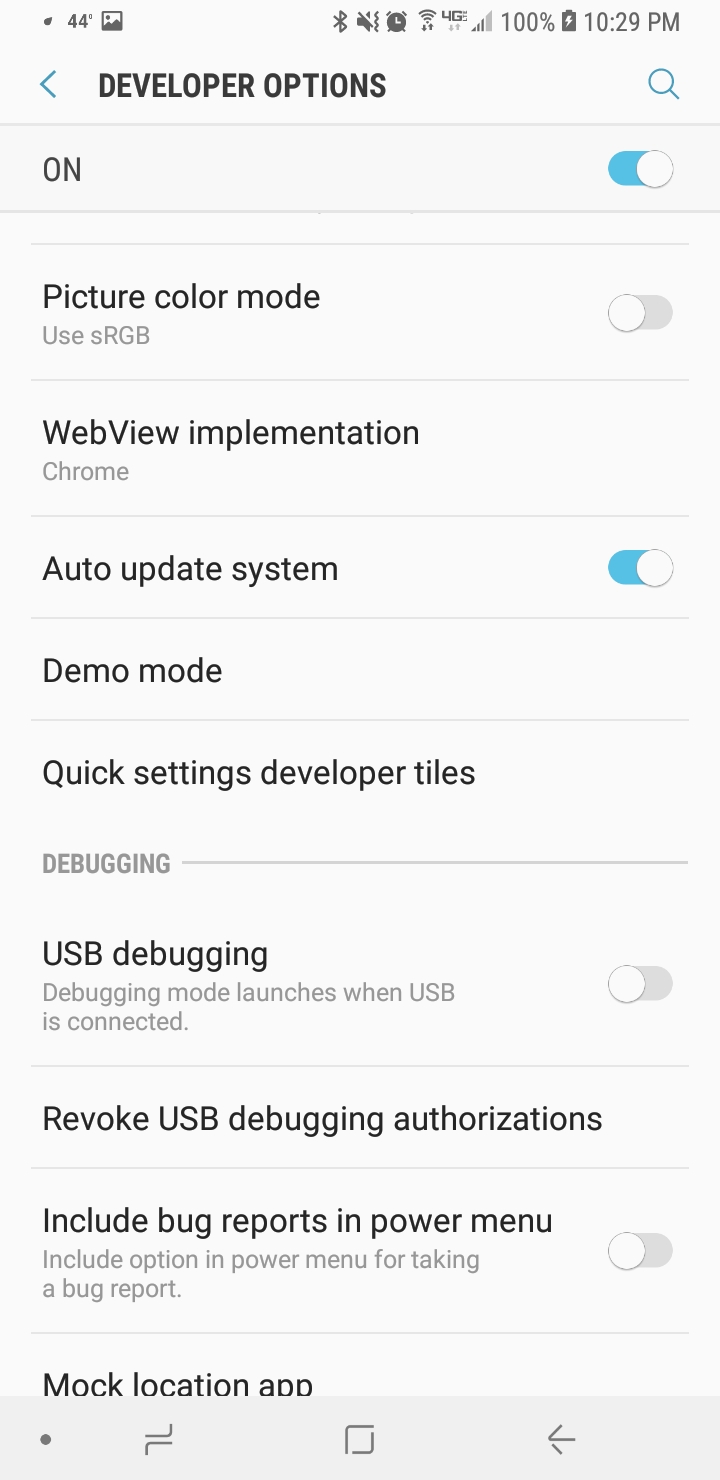 44° 4G 100% 10:29 PM
DEVELOPER OPTIONS
ON
Picture color mode
Use sRGB
WebView implementation
Chrome
Auto update system
Demo mode
Quick settings developer tiles
DEBUGGING
USB debugging
Debugging mode launches when USB
is connected.
Revoke USB debugging authorizations
Include bug reports in power menu
Include option in power menu for taking
a bug report.
Mock location app